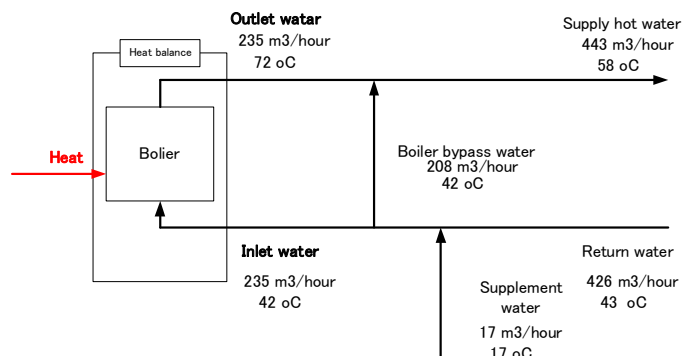 Outlet watar
235 m3/hour
72 oC
Supply hot water
443 m3/hour
58 oC
Heat balance
Heat
Bolier
Boiler bypass water
208 m3/hour
42 oC
Inlet water
235 m3/hour
42 oC
Return water
426 m3/hour
43 oC
Supplement
water
17 m3/hour
17 oC